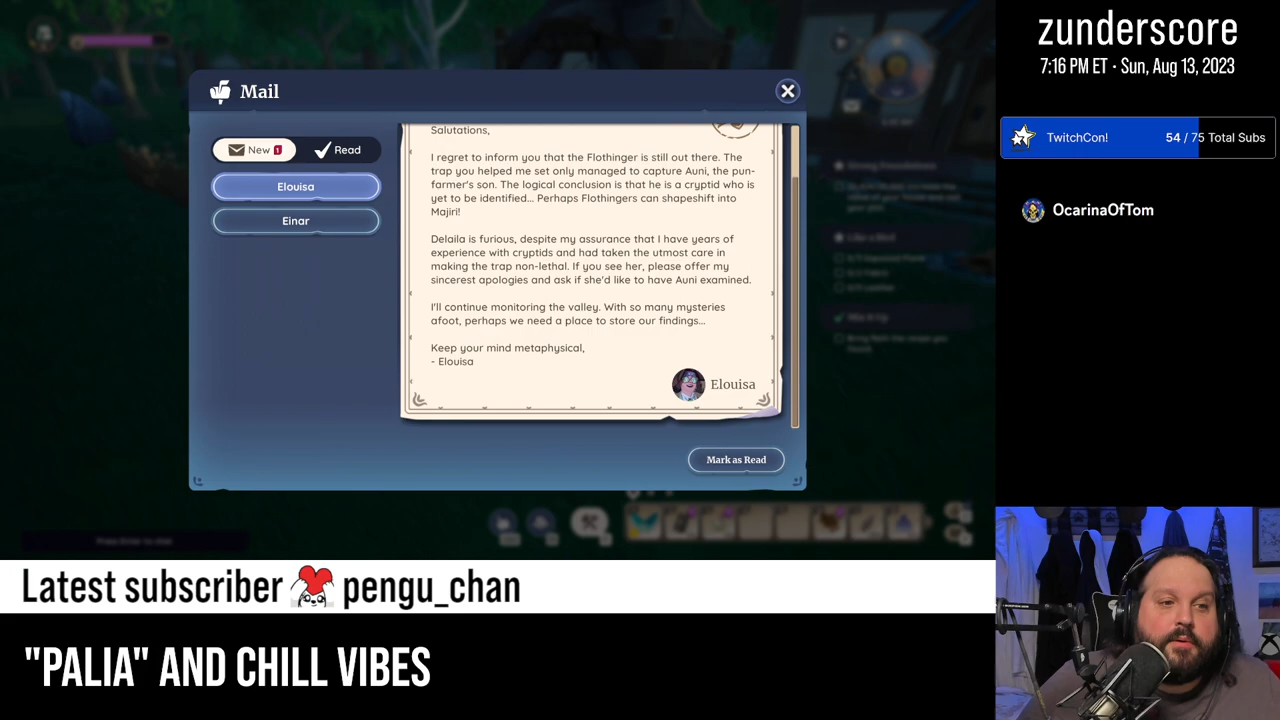 zunderscore
7:16 PM ET · Sun, Aug 13, 2023
TwitchCon!
54 / 75 Total Subs
OcarinaOfTom
Mail
New 1
Read
Elouisa
Einar
Salutations,
I regret to inform you that the Flothinger is still out there. The
trap you helped me set only managed to capture Auni, the pun-
farmer's son. The logical conclusion is that he is a cryptid who is
yet to be identified... Perhaps Flothingers can shapeshift into
Majiri!
Delaila is furious, despite my assurance that I have years of
experience with cryptids and had taken the utmost care in
making the trap non-lethal. If you see her, please offer my
sincerest apologies and ask if she'd like to have Auni examined.
I'll continue monitoring the valley. With so many mysteries
afoot, perhaps we need a place to store our findings...
Keep your mind metaphysical,
- Elouisa
Elouisa
Mark as Read
Press Enter to chat
Latest subscriber pengu_chan
"PALIA" AND CHILL VIBES